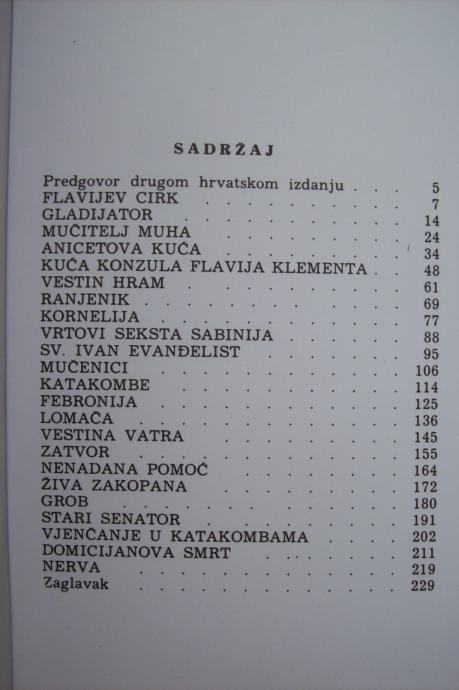 SADRŽAJ
Predgovor drugom hrvatskom izdanju . . . 5
FLAVIJEV CIRK . . . . . . . . . 7
GLADIJATOR . . . . . . . . . . 14
MUČITELJ MUHA . . . . . . . . 24
ANICETOVA KUĆA . . . . . . . . 34
KUĆA KONZULA FLAVIJA KLEMENTA . . 48
VESTIN HRAM . . . . . . . . . . 61
RANJENIK . . . . . . . . . . . 69
KORNELIJA . . . . . . . . . . 77
VRTOVI SEKSTA SABINIJA . . . . . . 88
SV. IVAN EVANĐELIST . . . . . . . 95
MUČENICI . . . . . . . . . . . 106
KATAKOMBE . . . . . . . . . . 114
FEBRONIJA . . . . . . . . . . 125
LOMAČA . . . . . . . . . . . 136
VESTINA VATRA . . . . . . . . . 145
ZATVOR . . . . . . . . . . . 155
NENADANA POMOĆ . . . . . . . . 164
ŽIVA ZAKOPANA . . . . . . . . 172
GROB . . . . . . . . . . . . 180
STARI SENATOR . . . . . . . . . 191
VJENČANJE U KATAKOMBAMA . . . . 202
DOMICIJANOVA SMRT . . . . . . . 211
NERVA . . . . . . . . . . . . 219
Zaglavak . . . . . . . . . . . 229